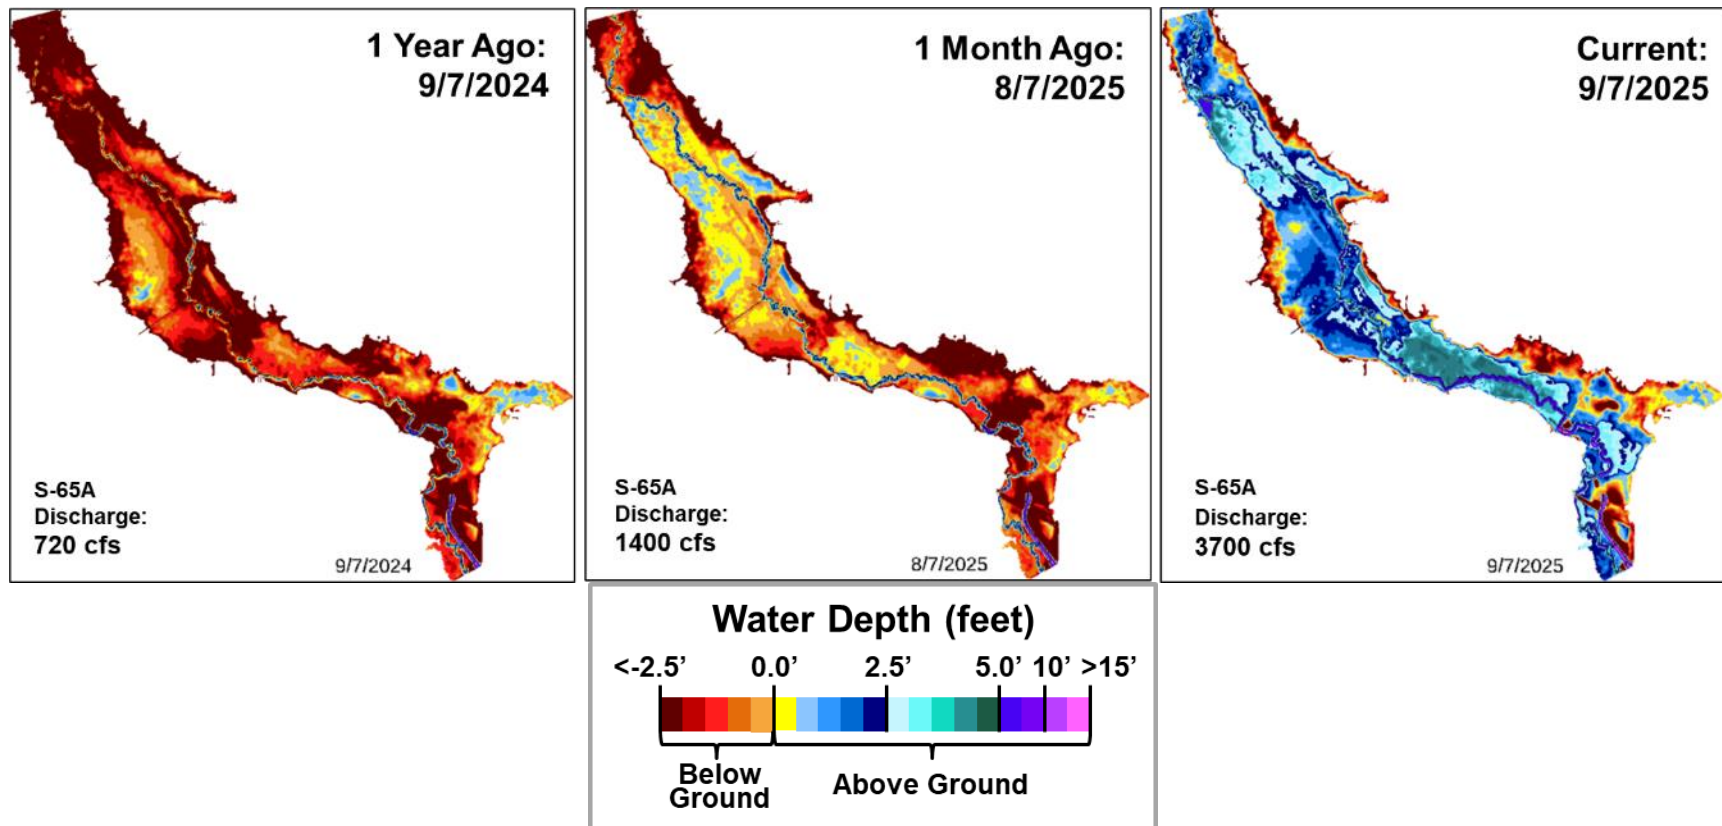 1 Year Ago:
9/7/2024
S-65A
Discharge:
720 cfs
9/7/2024
1 Month Ago:
8/7/2025
S-65A
Discharge:
1400 cfs
8/7/2025
Current:
9/7/2025
S-65A
Discharge:
3700 cfs
9/7/2025
Water Depth (feet)
<-2.5’ 0.0’ 2.5’ 5.0’ 10’ >15’
Below
Ground
Above Ground